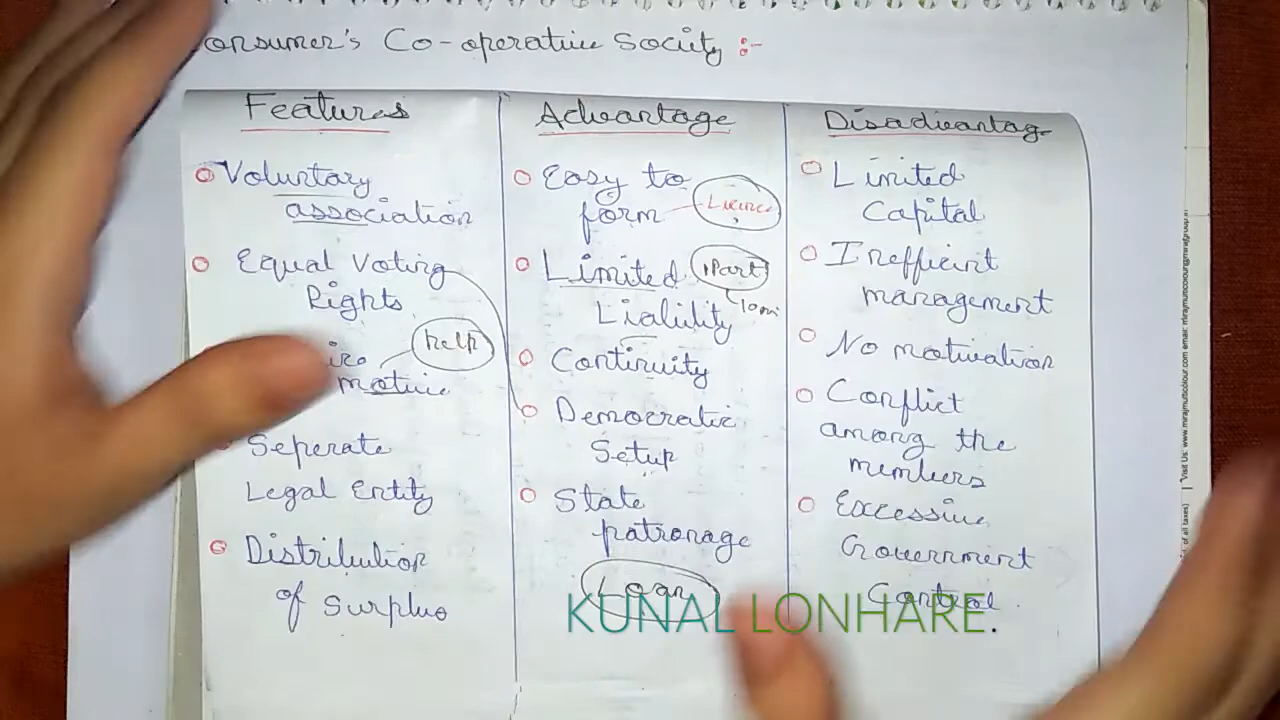 onsumer's Co-operative Society :-
Features
Voluntary
association
Equal Voting
Rights
help
motive
Seperate
Legal Entity
Distribution
of Surplus
Advantage
Easy to
form
Limited
Liability
Continuity
Democratic
Setup
State
patronage
Loan
Disadvantag
Limited
Capital
Inefficient
management
No motivation
Conflict
among the
members
Excessive
Government
Control
KUNAL LONHARE.